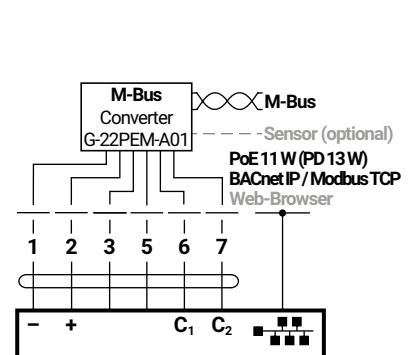 M-Bus
Converter
G-22PEM-A01
M-Bus
Sensor (optional)
PoE 11 W (PD 13 W)
BACnet IP / Modbus TCP
Web-Browser
1 2 3 5 6 7
– + C₁ C₂